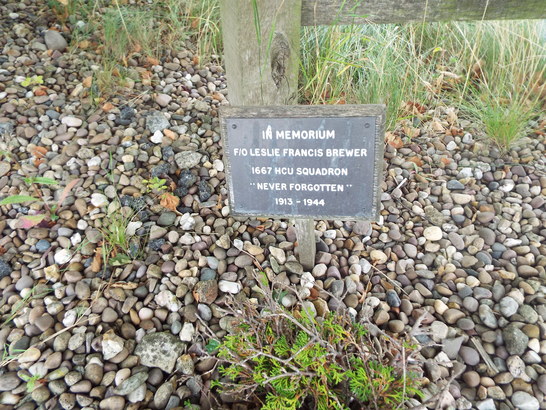 IN MEMORIUM
F/O LESLIE FRANCIS BREWER
1667 HCU SQUADRON
"NEVER FORGOTTEN"
1913 - 1944